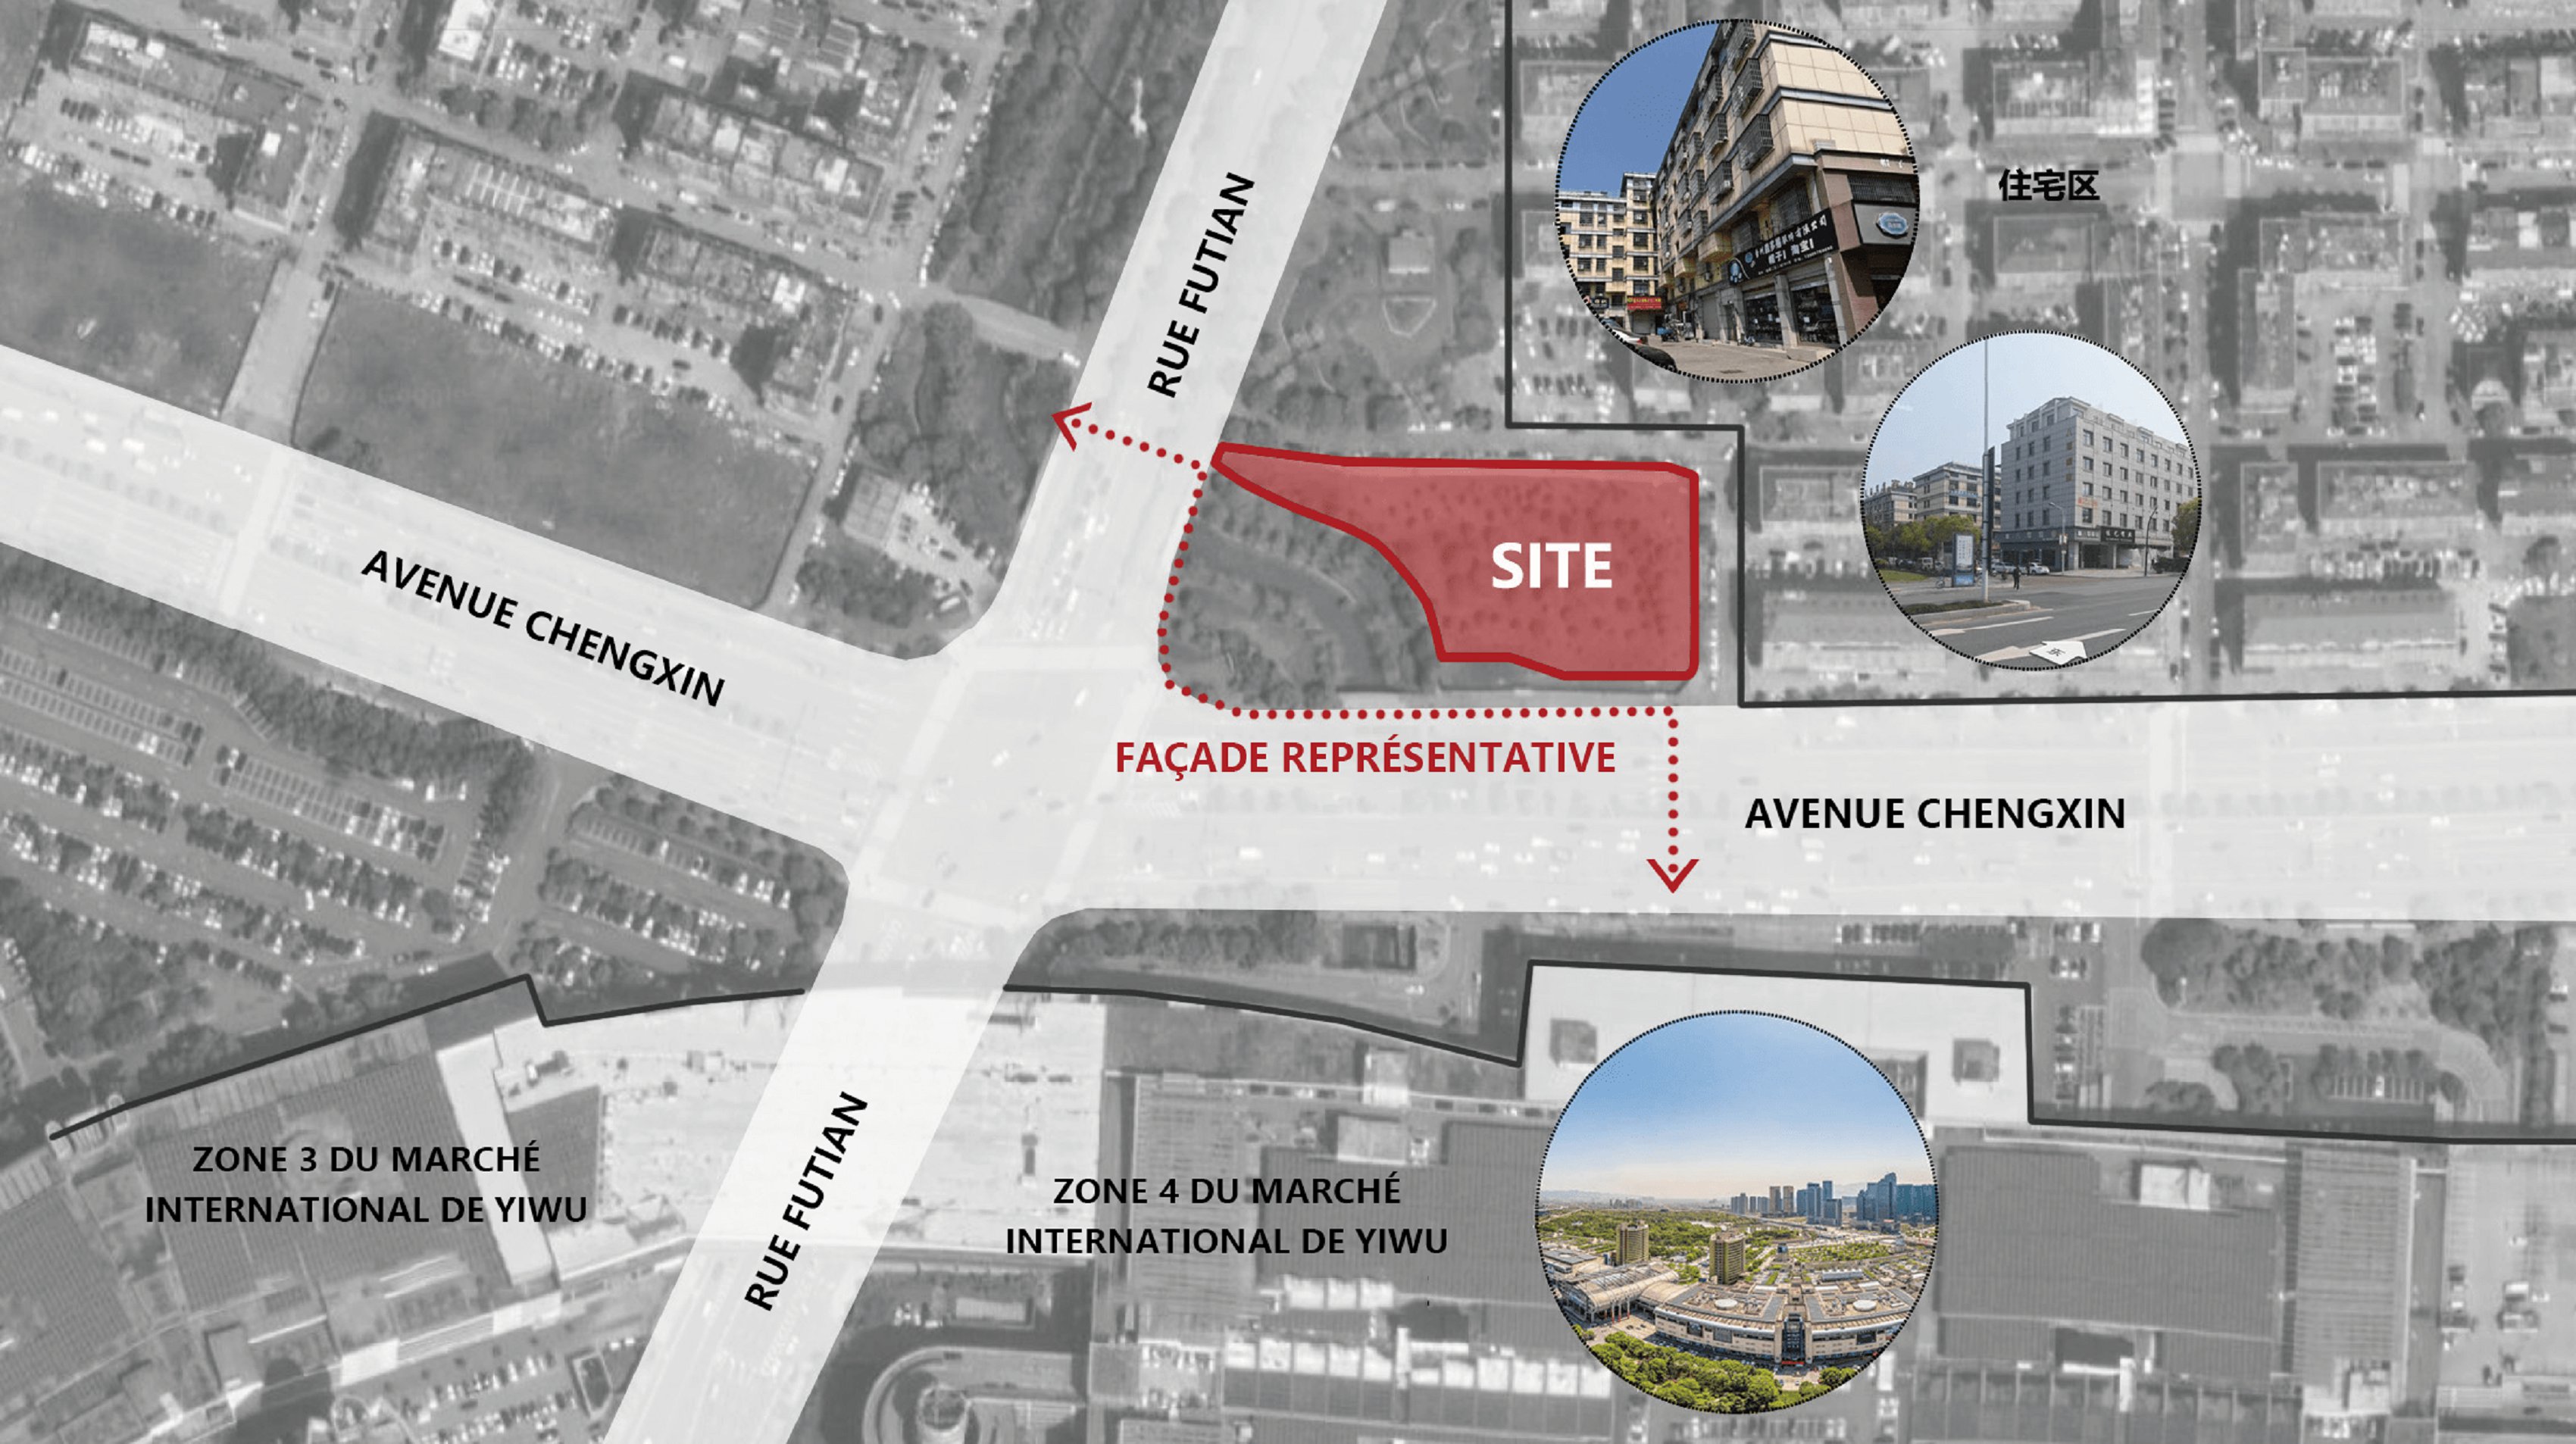 RUE FUTIAN
住宅区
AVENUE CHENGXIN
SITE
FAÇADE REPRÉSENTATIVE
AVENUE CHENGXIN
ZONE 3 DU MARCHÉ
INTERNATIONAL DE YIWU
RUE FUTIAN
ZONE 4 DU MARCHÉ
INTERNATIONAL DE YIWU